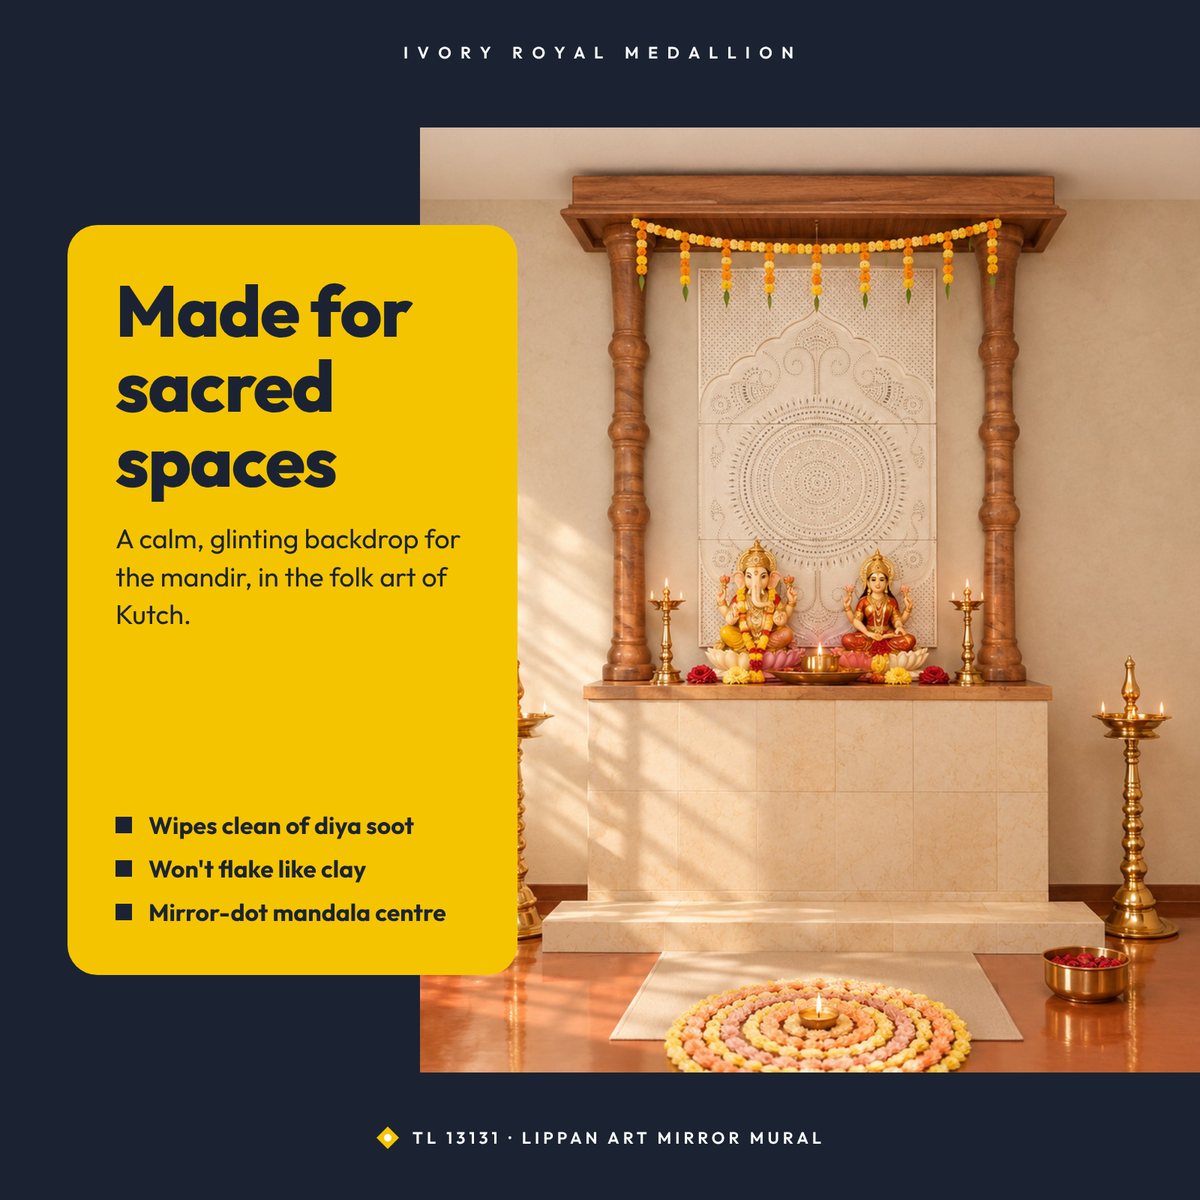 IVORY ROYAL MEDALLION
Made for
sacred
spaces
A calm, glinting backdrop for
the mandir, in the folk art of
Kutch.
Wipes clean of diya soot
Won't flake like clay
Mirror-dot mandala centre
TL 13131 · LIPPAN ART MIRROR MURAL